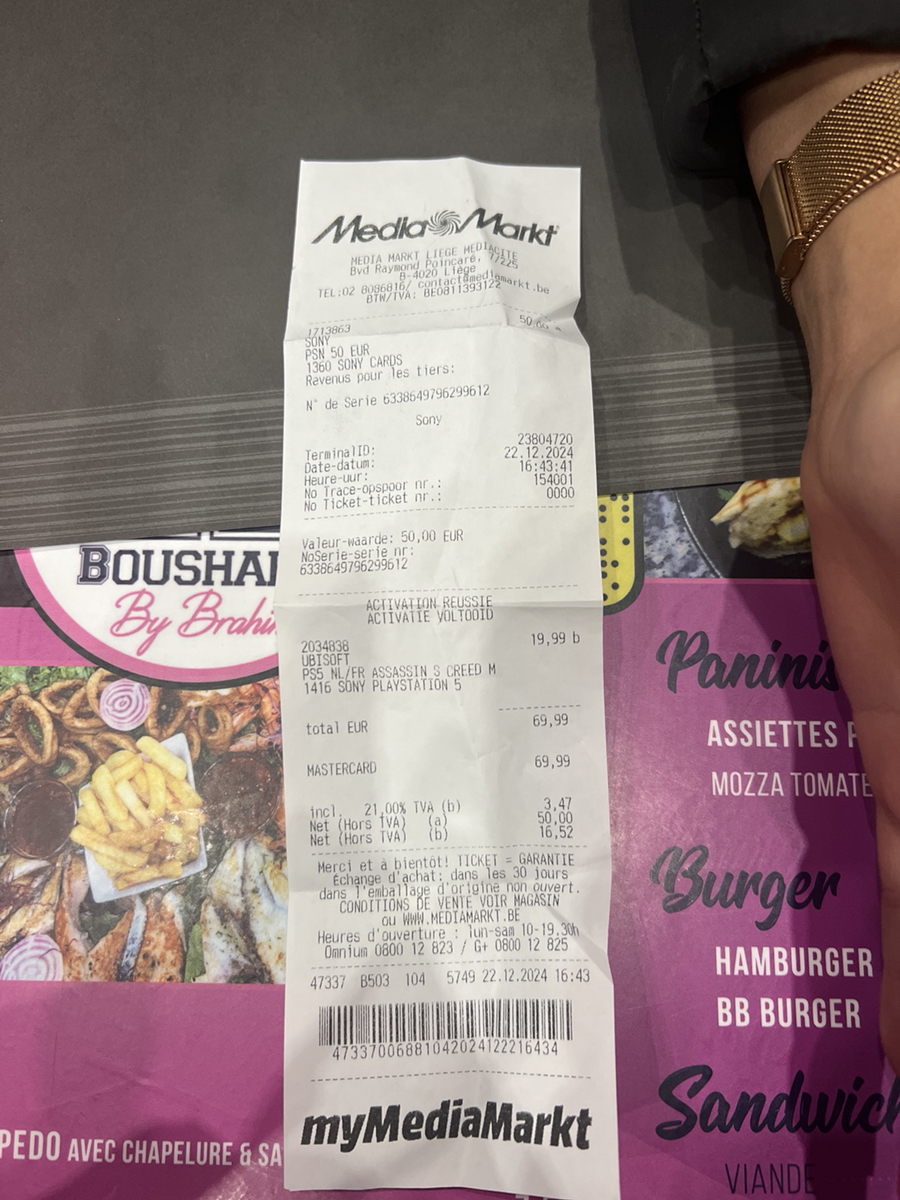 Media Markt
MEDIA MARKT LIEGE MEDIACITE
Bvd Raymond Poincaré, 7/225
B-4020 Liège
TEL:02 8086816/ contact@mediamarkt.be
BTW/TVA: BE0811393122
1713863
SONY
PSN 50 EUR
1360 SONY CARDS
Ravenus pour les tiers:
N° de Serie 6338649796299612
Sony
TerminalID: 23804720
Date-datum: 22.12.2024
Heure-uur: 16:43:41
No Trace-opspoor nr.: 154001
No Ticket-ticket nr.: 0000
Valeur-waarde: 50,00 EUR
NoSerie-serie nr:
6338649796299612
ACTIVATION REUSSIE
ACTIVATIE VOLTOOID
2034838 19,99 b
UBISOFT
PS5 NL/FR ASSASSIN S CREED M
1416 SONY PLAYSTATION 5
total EUR 69,99
MASTERCARD 69,99
incl. 21,00% TVA (b) 3,47
Net (Hors TVA) (a) 50,00
Net (Hors TVA) (b) 16,52
Merci et à bientôt! TICKET = GARANTIE
Échange d'achat: dans les 30 jours
dans l'emballage d'origine non ouvert.
CONDITIONS DE VENTE VOIR MAGASIN
ou WWW.MEDIAMARKT.BE
Heures d'ouverture : lun-sam 10-19.30h
Omnium 0800 12 823 / G+ 0800 12 825
47337 B503 104 5749 22.12.2024 16:43
47337006881042024122216434
myMediaMarkt
BOUSHA
By Brahi
PEDO AVEC CHAPELURE & SA
Paninis
ASSIETTES P
MOZZA TOMATE
Burger
HAMBURGER
BB BURGER
Sandwich
VIANDE